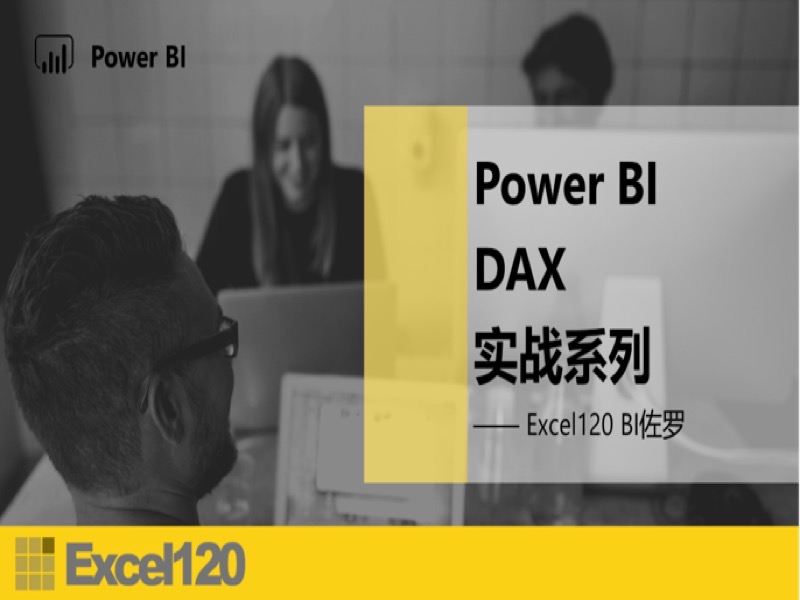 Power BI
Power BI
DAX
实战系列
—— Excel120 BI佐罗
Excel120